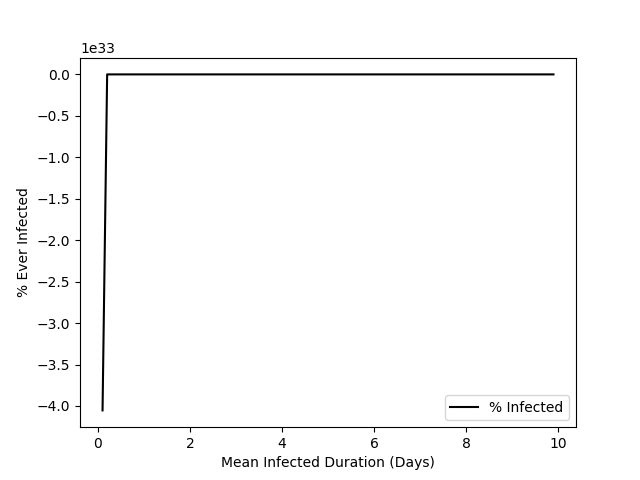 1e33
0.0
−0.5
−1.0
−1.5
−2.0
−2.5
−3.0
−3.5
−4.0
% Ever Infected
% Infected
0 2 4 6 8 10
Mean Infected Duration (Days)